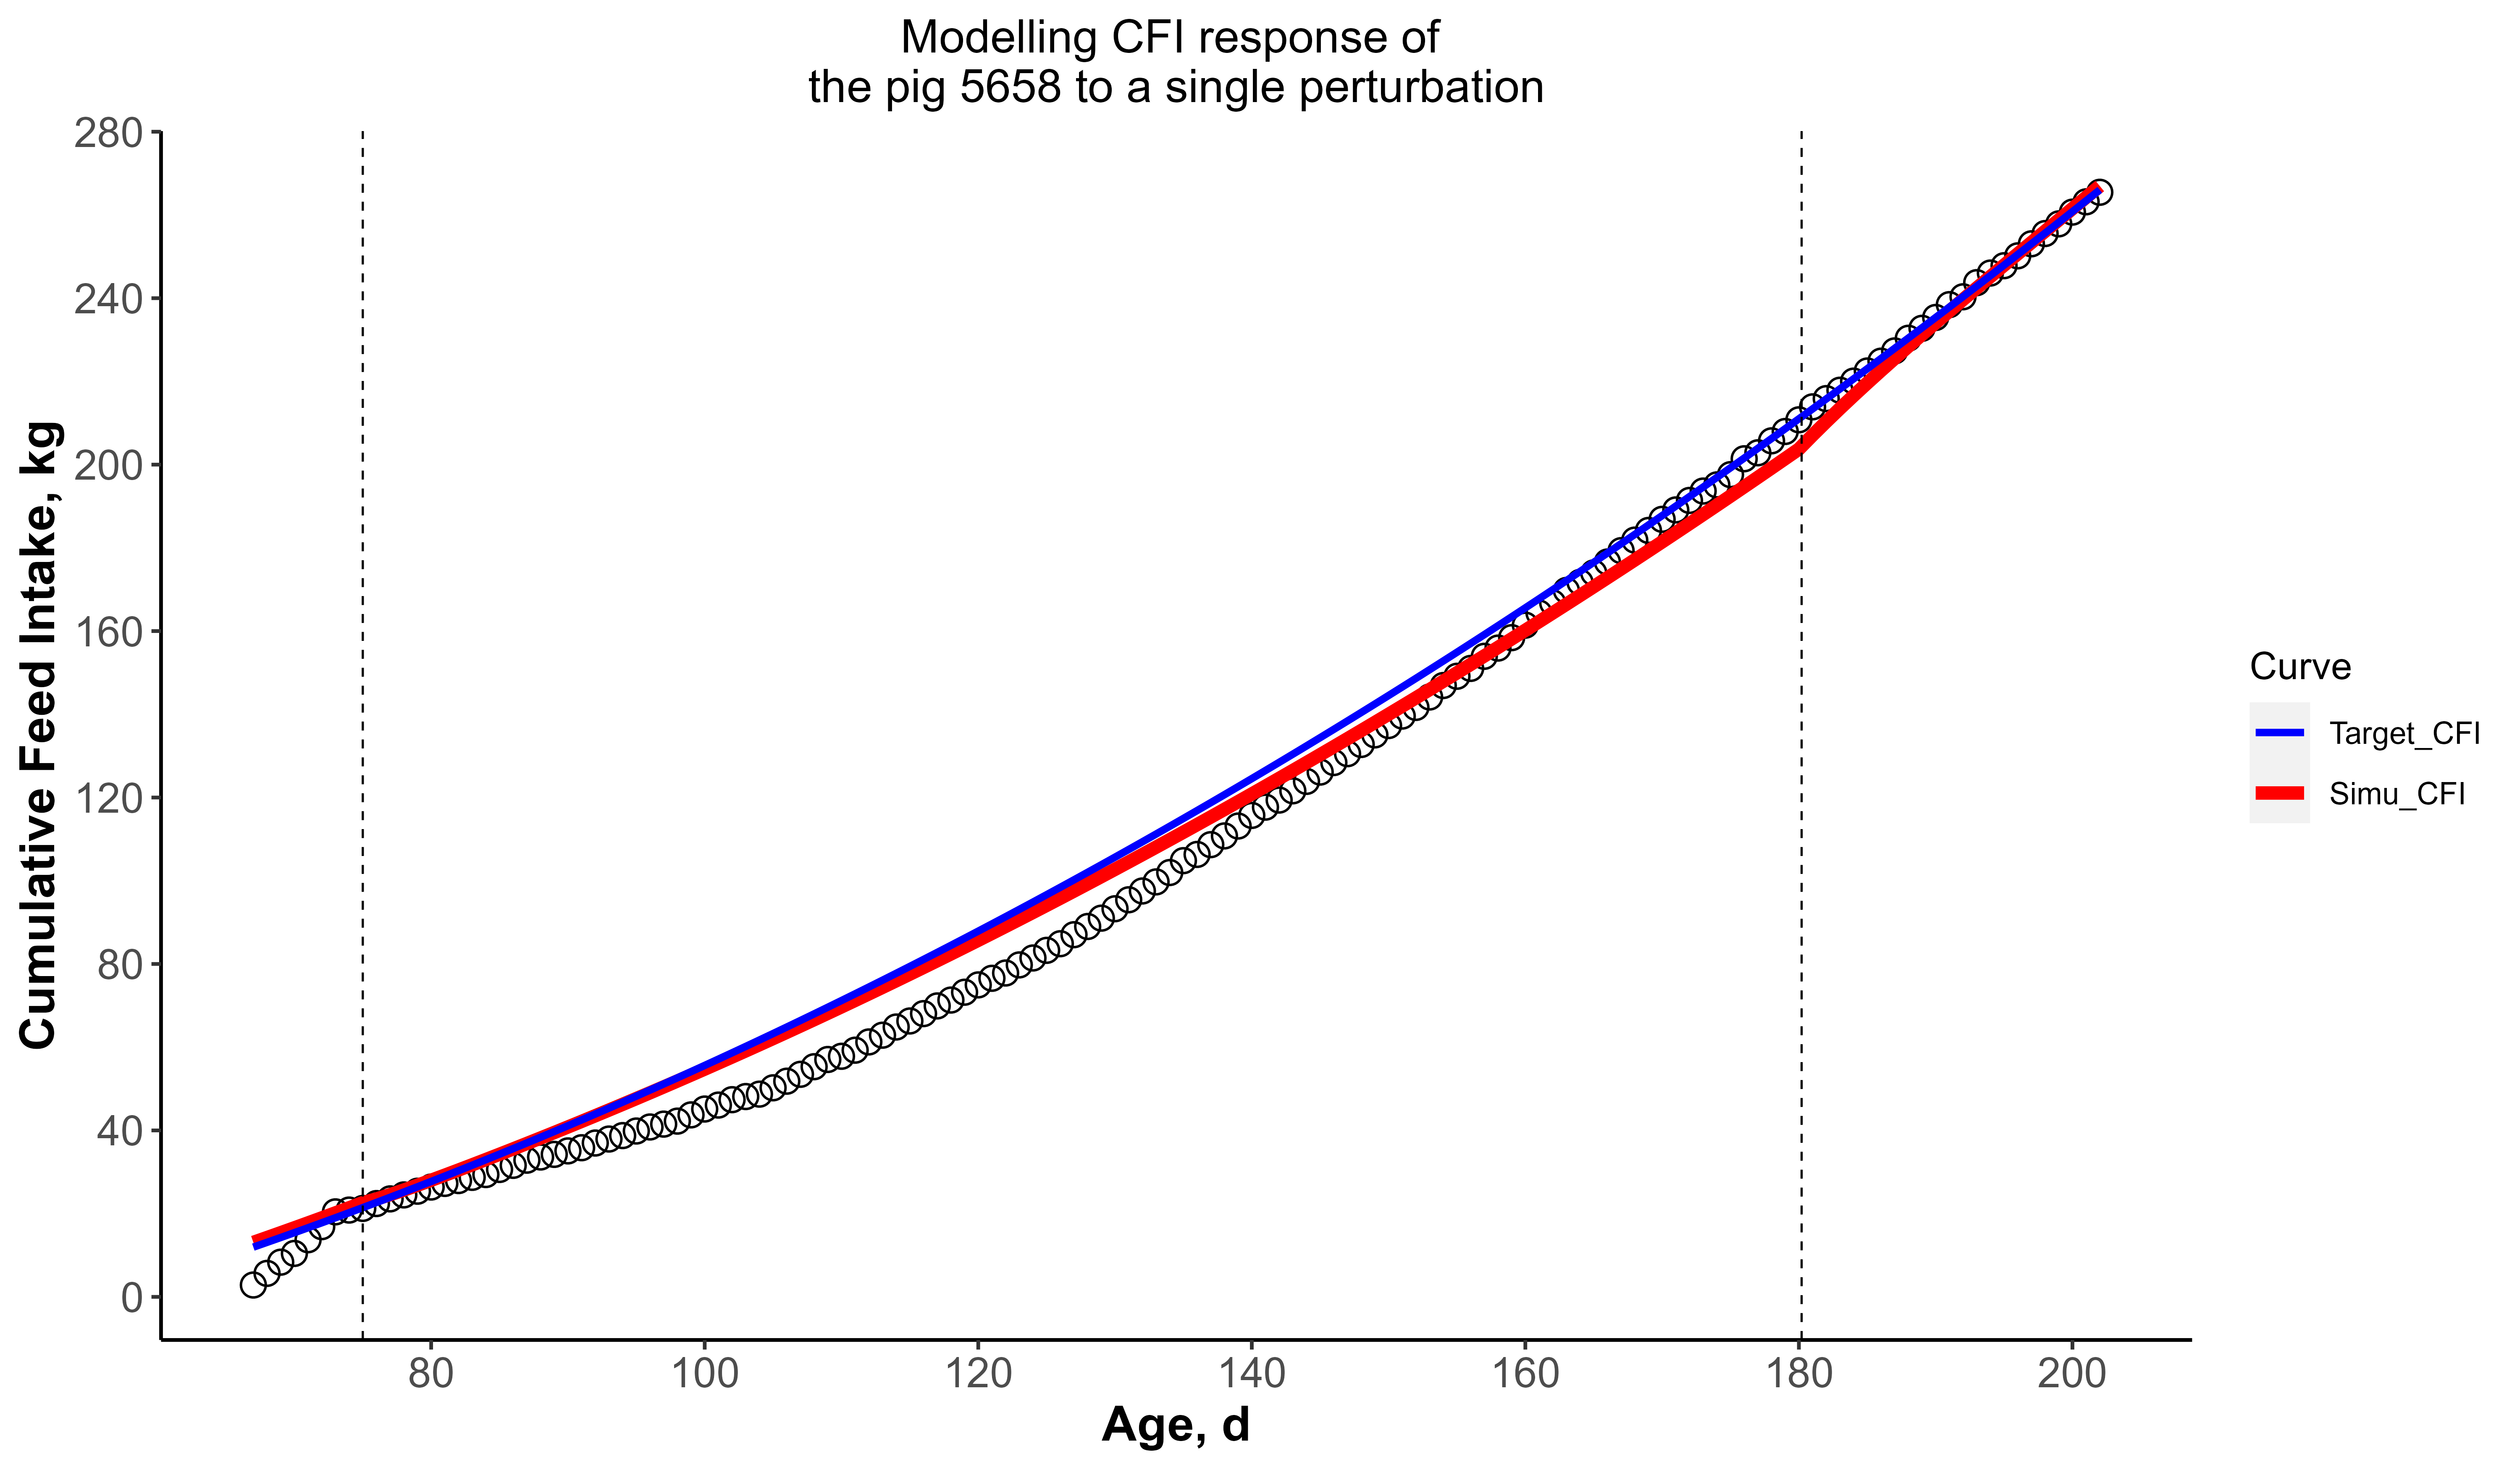 Modelling CFI response of
the pig 5658 to a single perturbation
280
240
200
160
120
80
40
0
Cumulative Feed Intake, kg
80 100 120 140 160 180 200
Age, d
Curve
Target_CFI
Simu_CFI